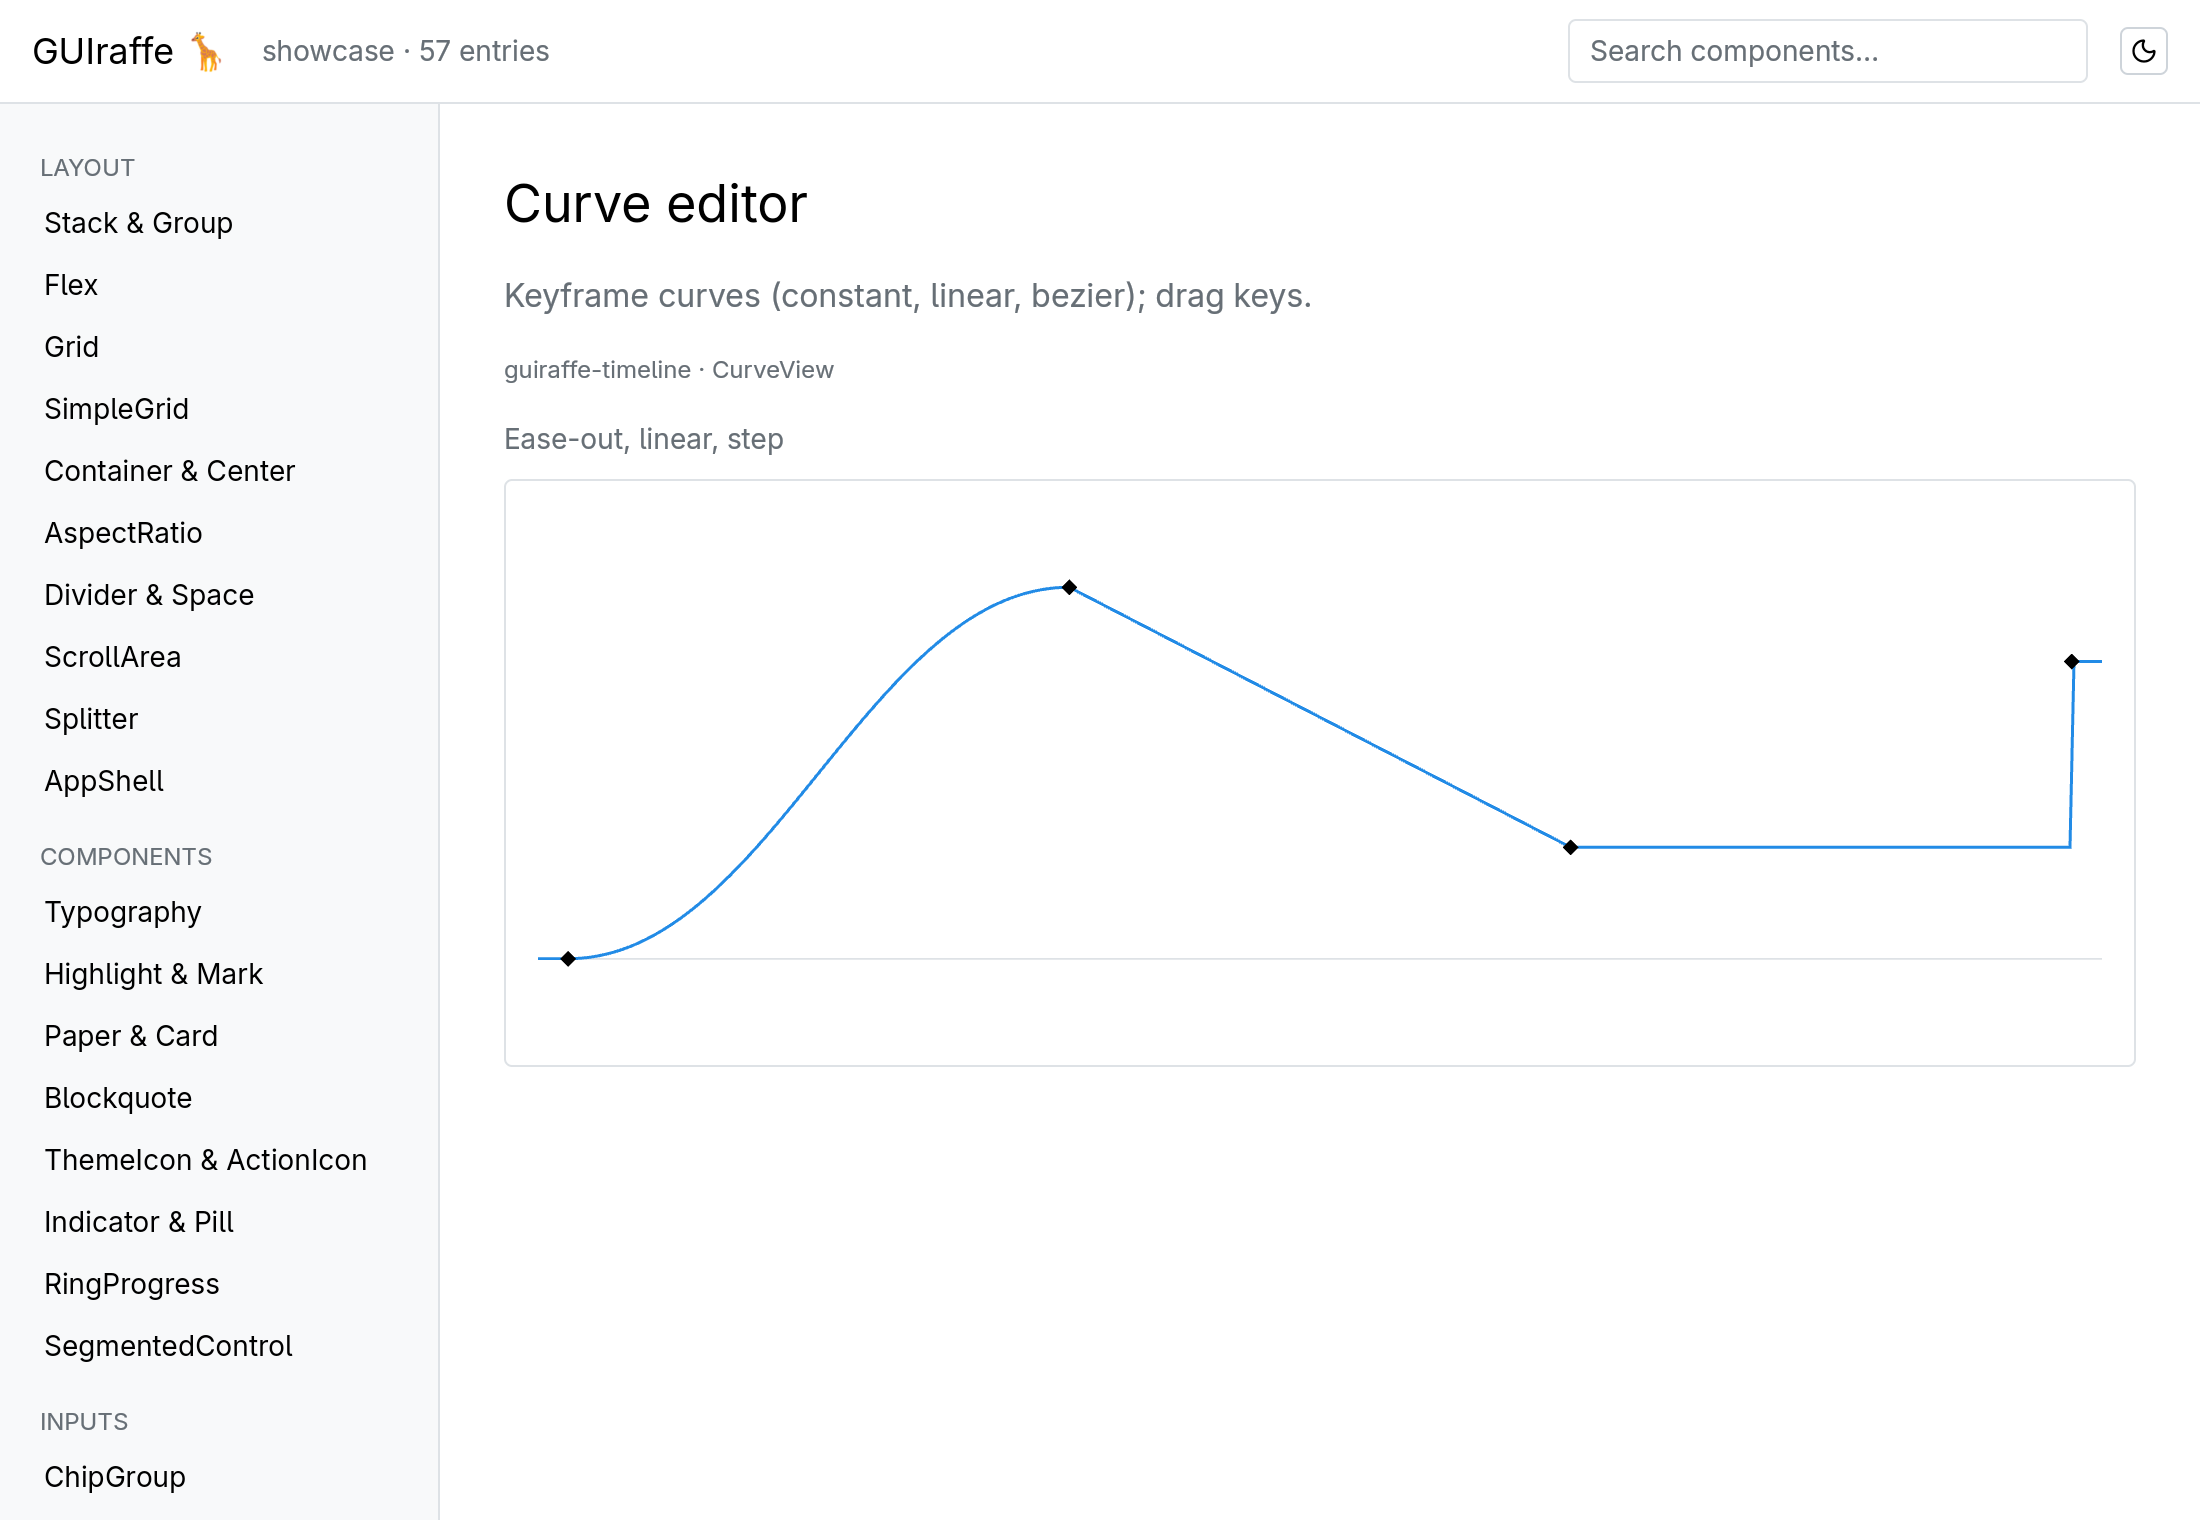 GUIraffe 🦒 showcase · 57 entries Search components...
LAYOUT
Stack & Group
Flex
Grid
SimpleGrid
Container & Center
AspectRatio
Divider & Space
ScrollArea
Splitter
AppShell
COMPONENTS
Typography
Highlight & Mark
Paper & Card
Blockquote
ThemeIcon & ActionIcon
Indicator & Pill
RingProgress
SegmentedControl
INPUTS
ChipGroup
Curve editor
Keyframe curves (constant, linear, bezier); drag keys.
guiraffe-timeline · CurveView
Ease-out, linear, step